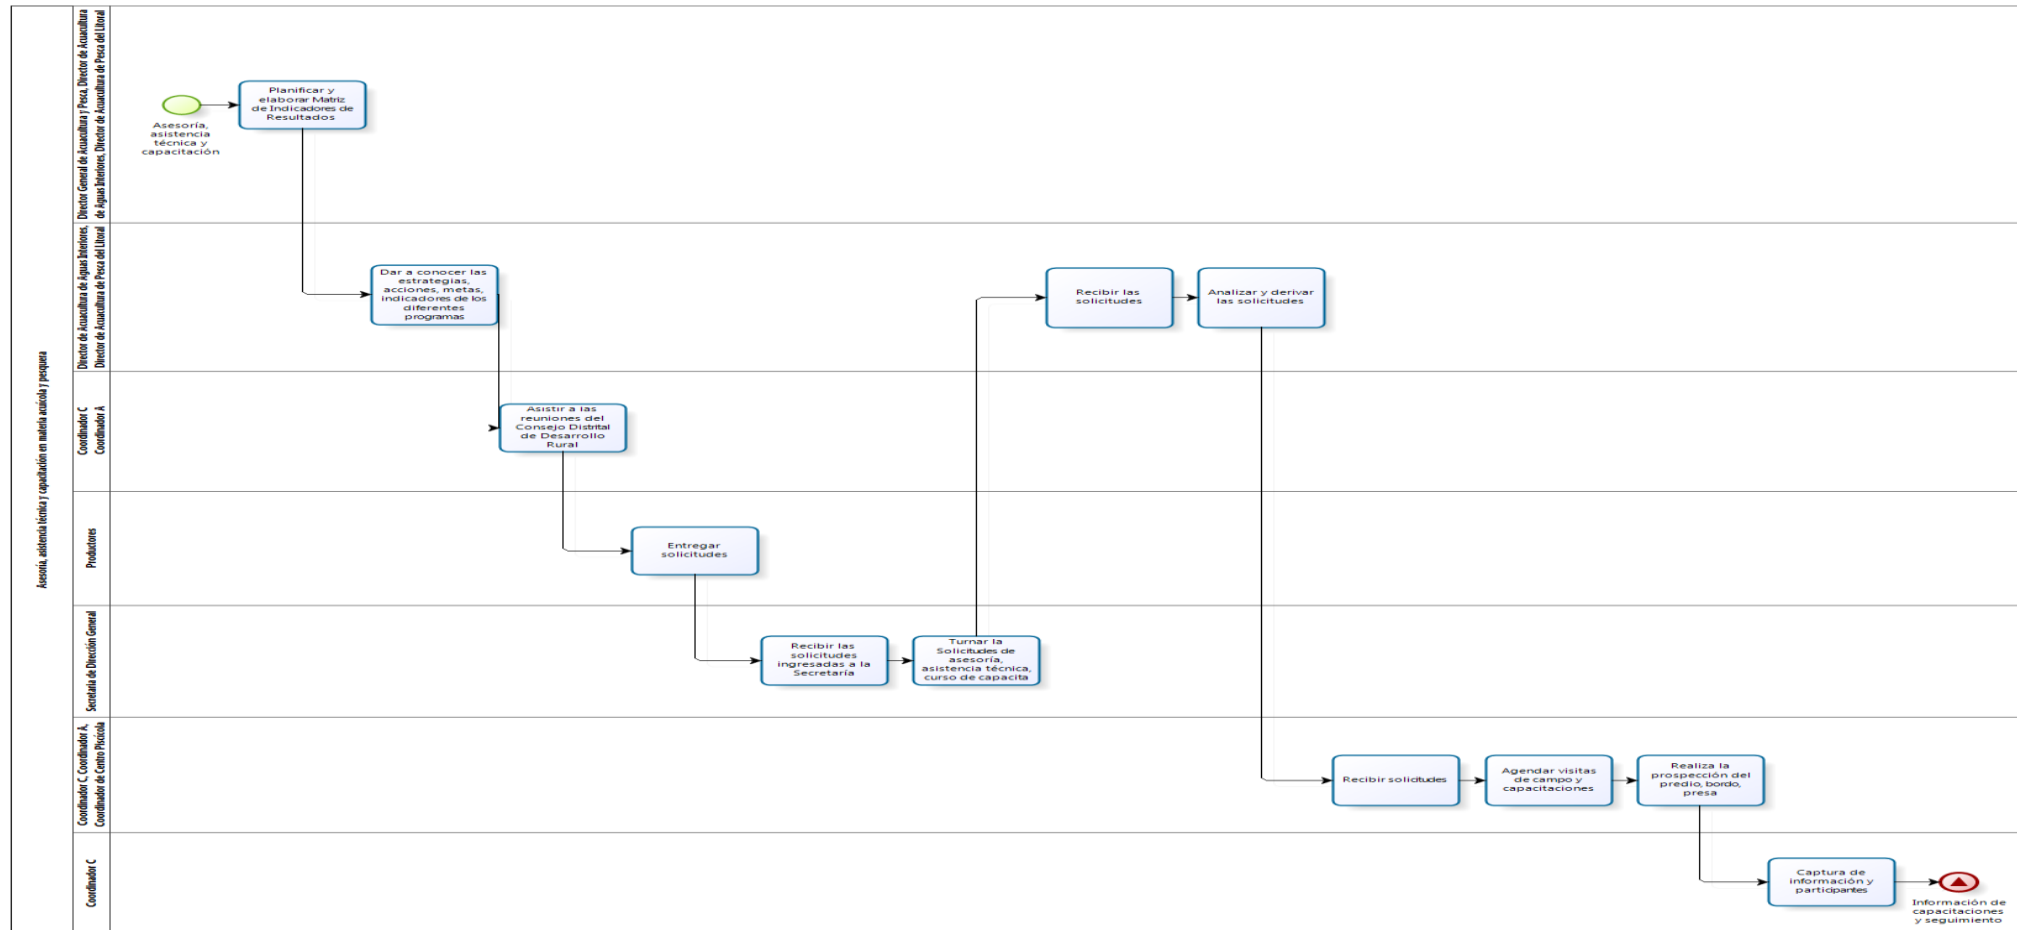 Asesoría, asistencia técnica y capacitación en materia acuícola y pesquera
Director General de Acuacultura y Pesca, Director de Acuacultura
de Aguas Interiores, Director de Acuacultura de Pesca del Litoral
Asesoría,
asistencia
técnica y
capacitación
Planificar y
elaborar Matriz
de Indicadores de
Resultados
Director de Acuacultura de Aguas Interiores,
Director de Acuacultura de Pesca del Litoral
Dar a conocer las
estrategias,
acciones, metas,
indicadores de los
diferentes
programas
Recibir las
solicitudes
Analizar y derivar
las solicitudes
Coordinador C
Coordinador A
Asistir a las
reuniones del
Consejo Distrital
de Desarrollo
Rural
Productores
Entregar
solicitudes
Secretaria de Dirección General
Recibir las
solicitudes
ingresadas a la
Secretaría
Turnar la
Solicitudes de
asesoría,
asistencia técnica,
curso de capacita
Coordinador C, Coordinador A,
Coordinador de Centro Piscícola
Recibir solicitudes
Agendar visitas
de campo y
capacitaciones
Realiza la
prospección del
predio, bordo,
presa
Coordinador C
Captura de
información y
participantes
Información de
capacitaciones
y seguimiento